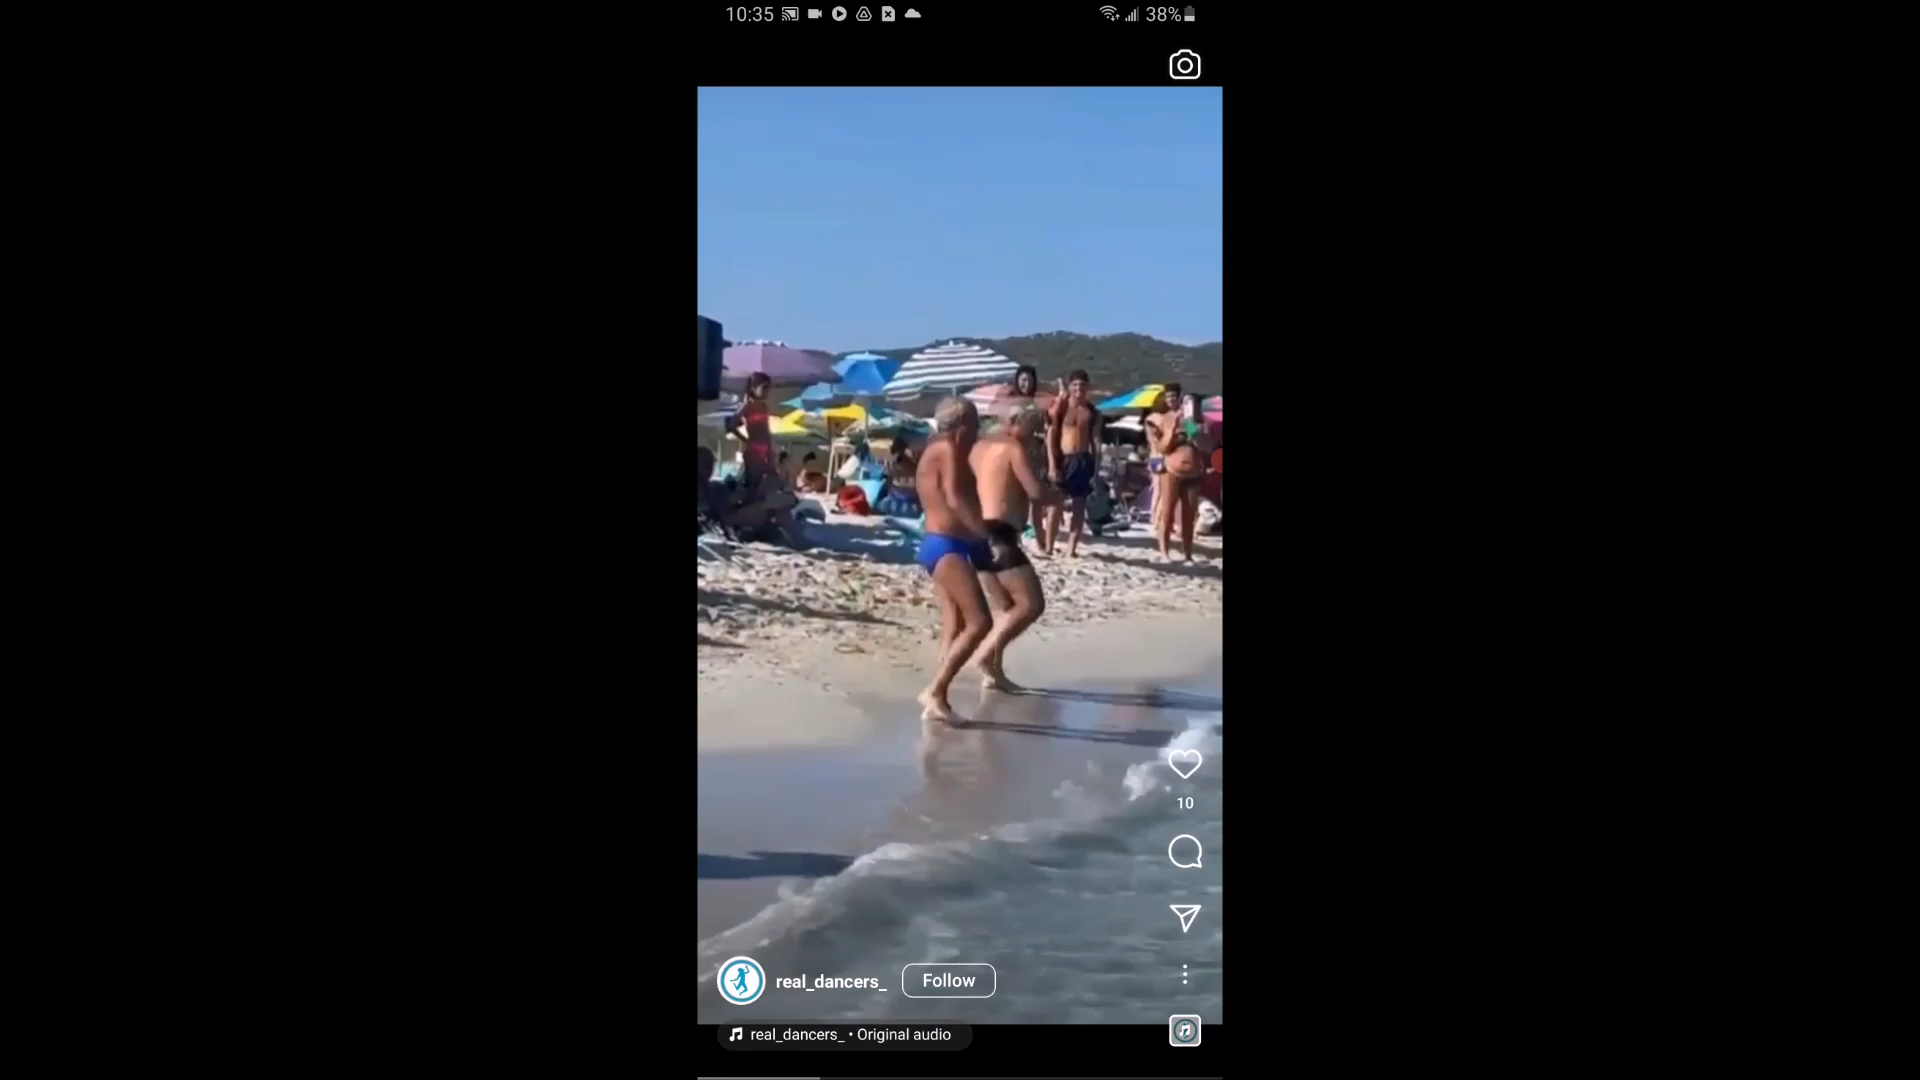 10:35
38%
10
real_dancers_ Follow
real_dancers_ • Original audio